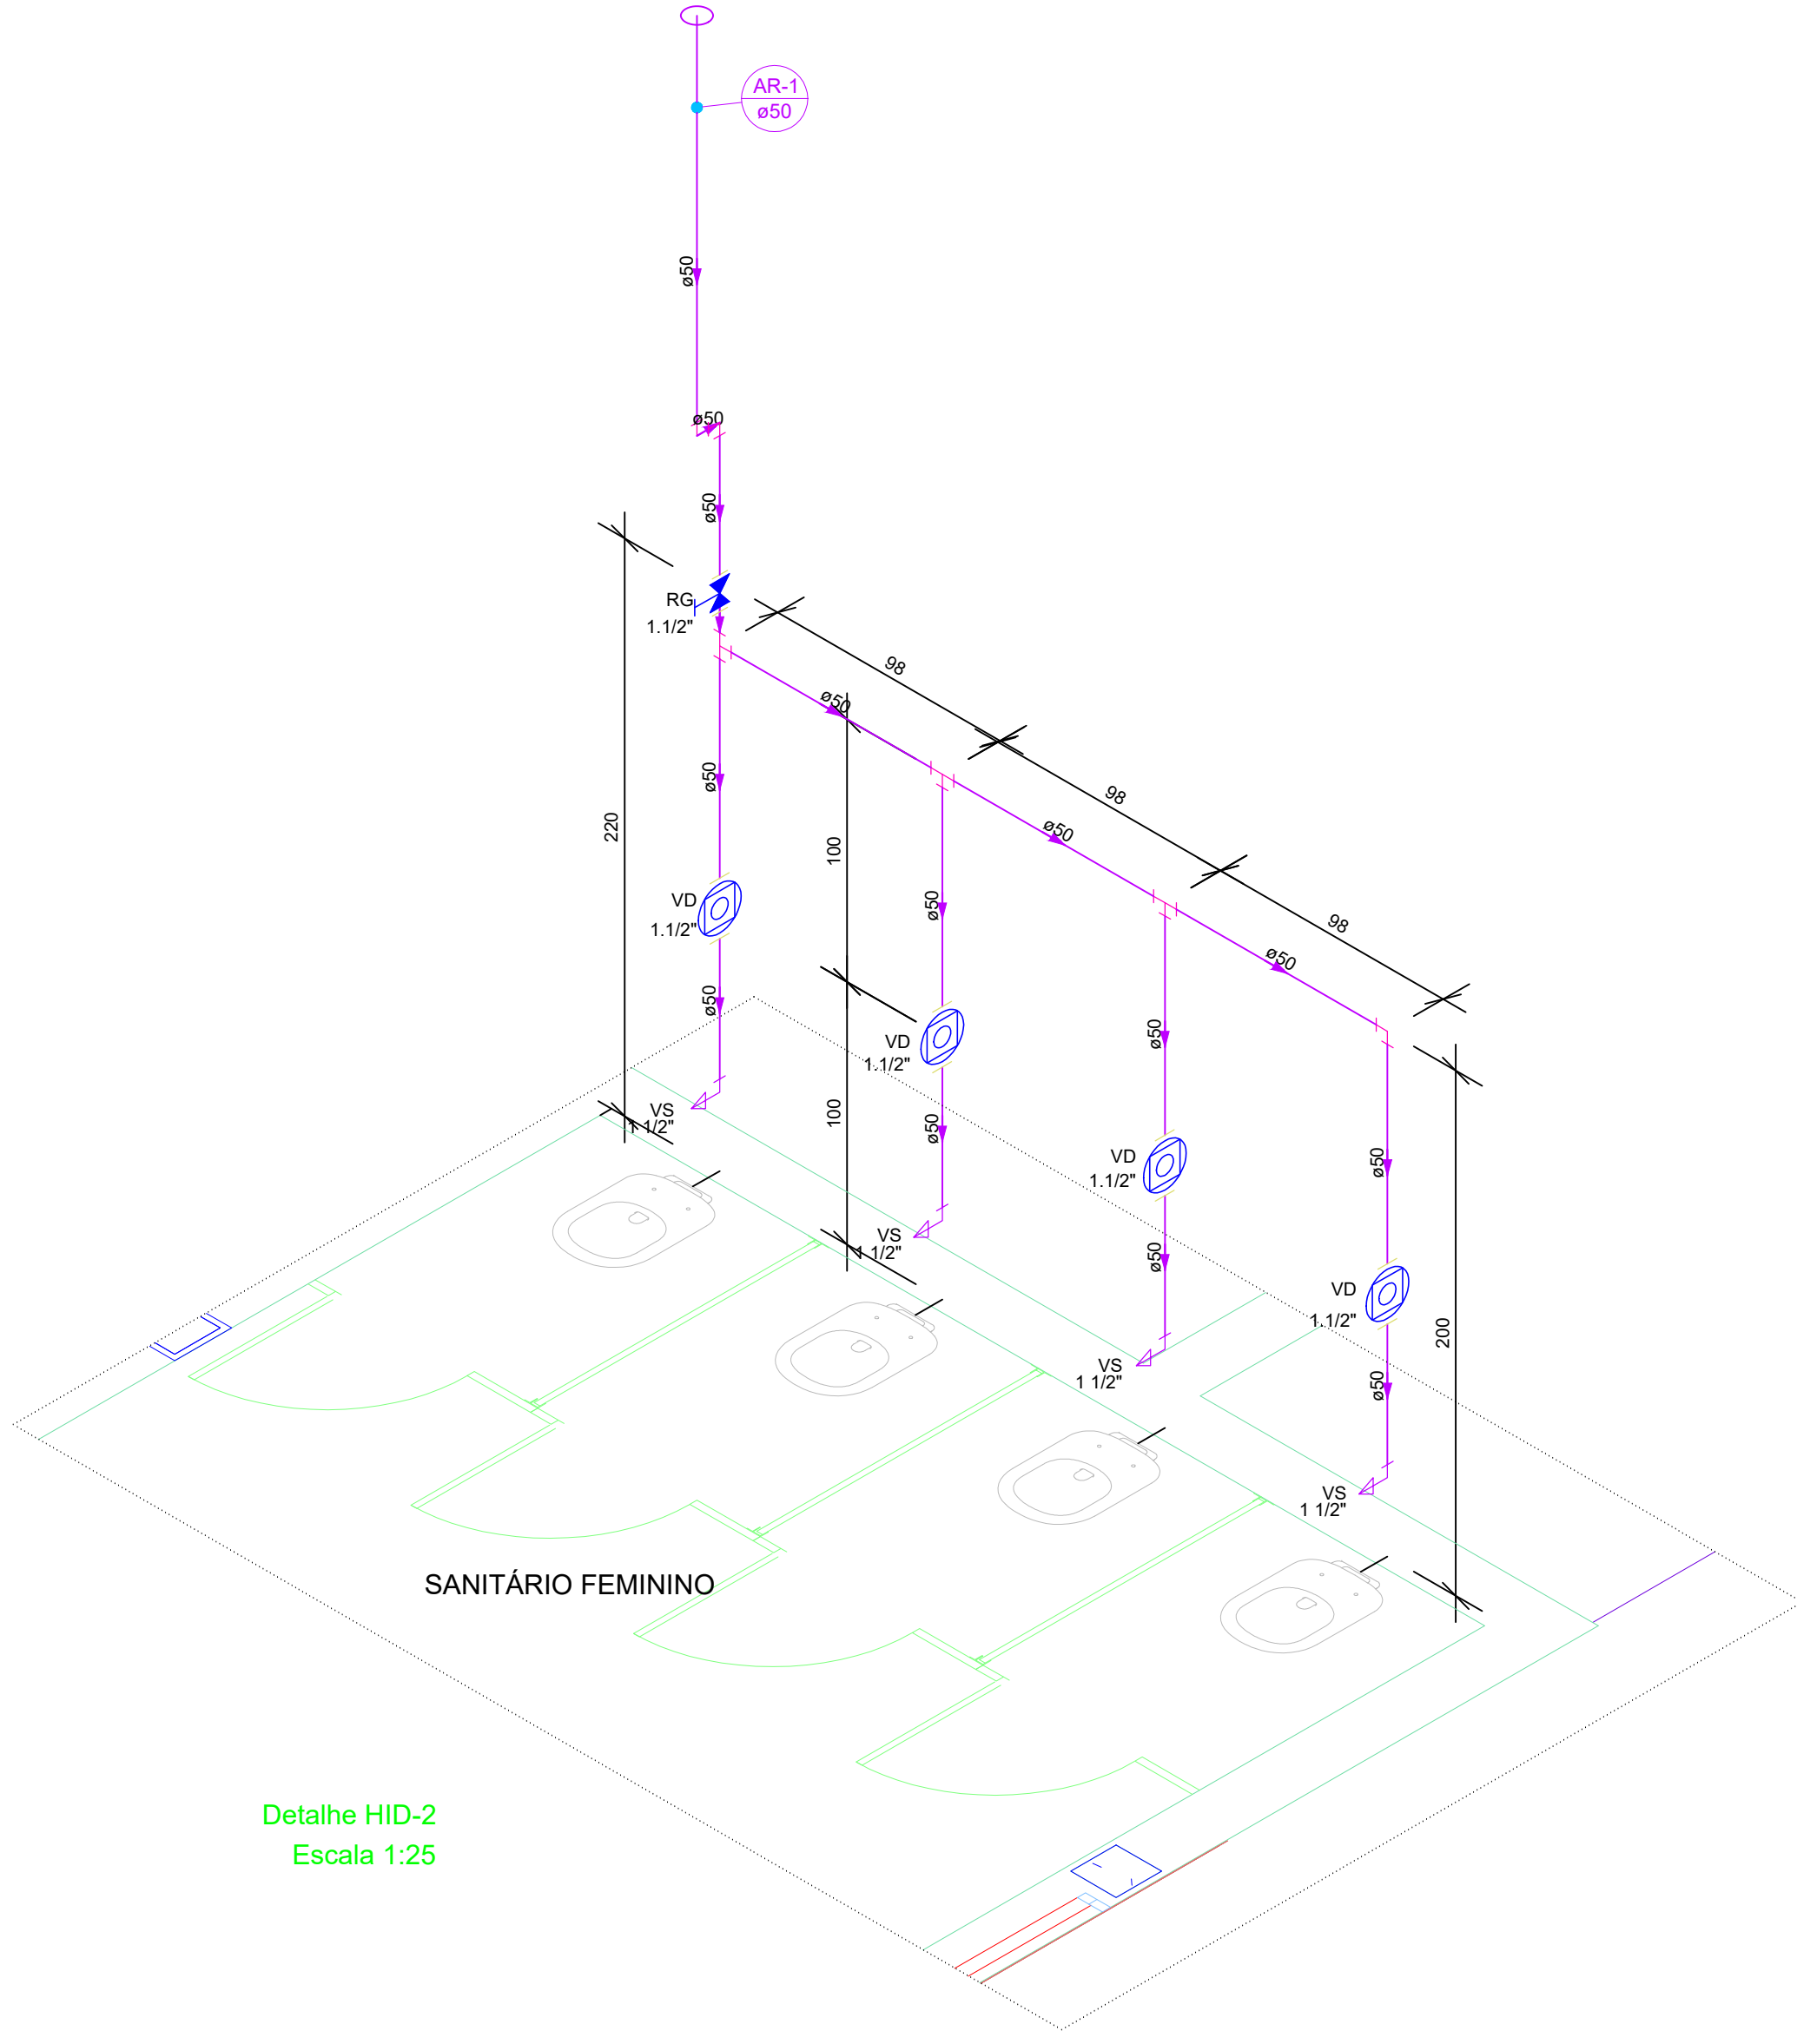 AR-1
ø50
ø50
ø50
ø50
RG
1.1/2"
98
ø50
98
ø50
98
ø50
220
ø50
100
VD
1.1/2"
ø50
ø50
ø50
VD
1.1/2"
100
ø50
VS
1 1/2"
VD
1.1/2"
ø50
VS
1 1/2"
ø50
VD
1.1/2"
200
VS
1 1/2"
ø50
VS
1 1/2"
SANITÁRIO FEMININO
Detalhe HID-2
Escala 1:25